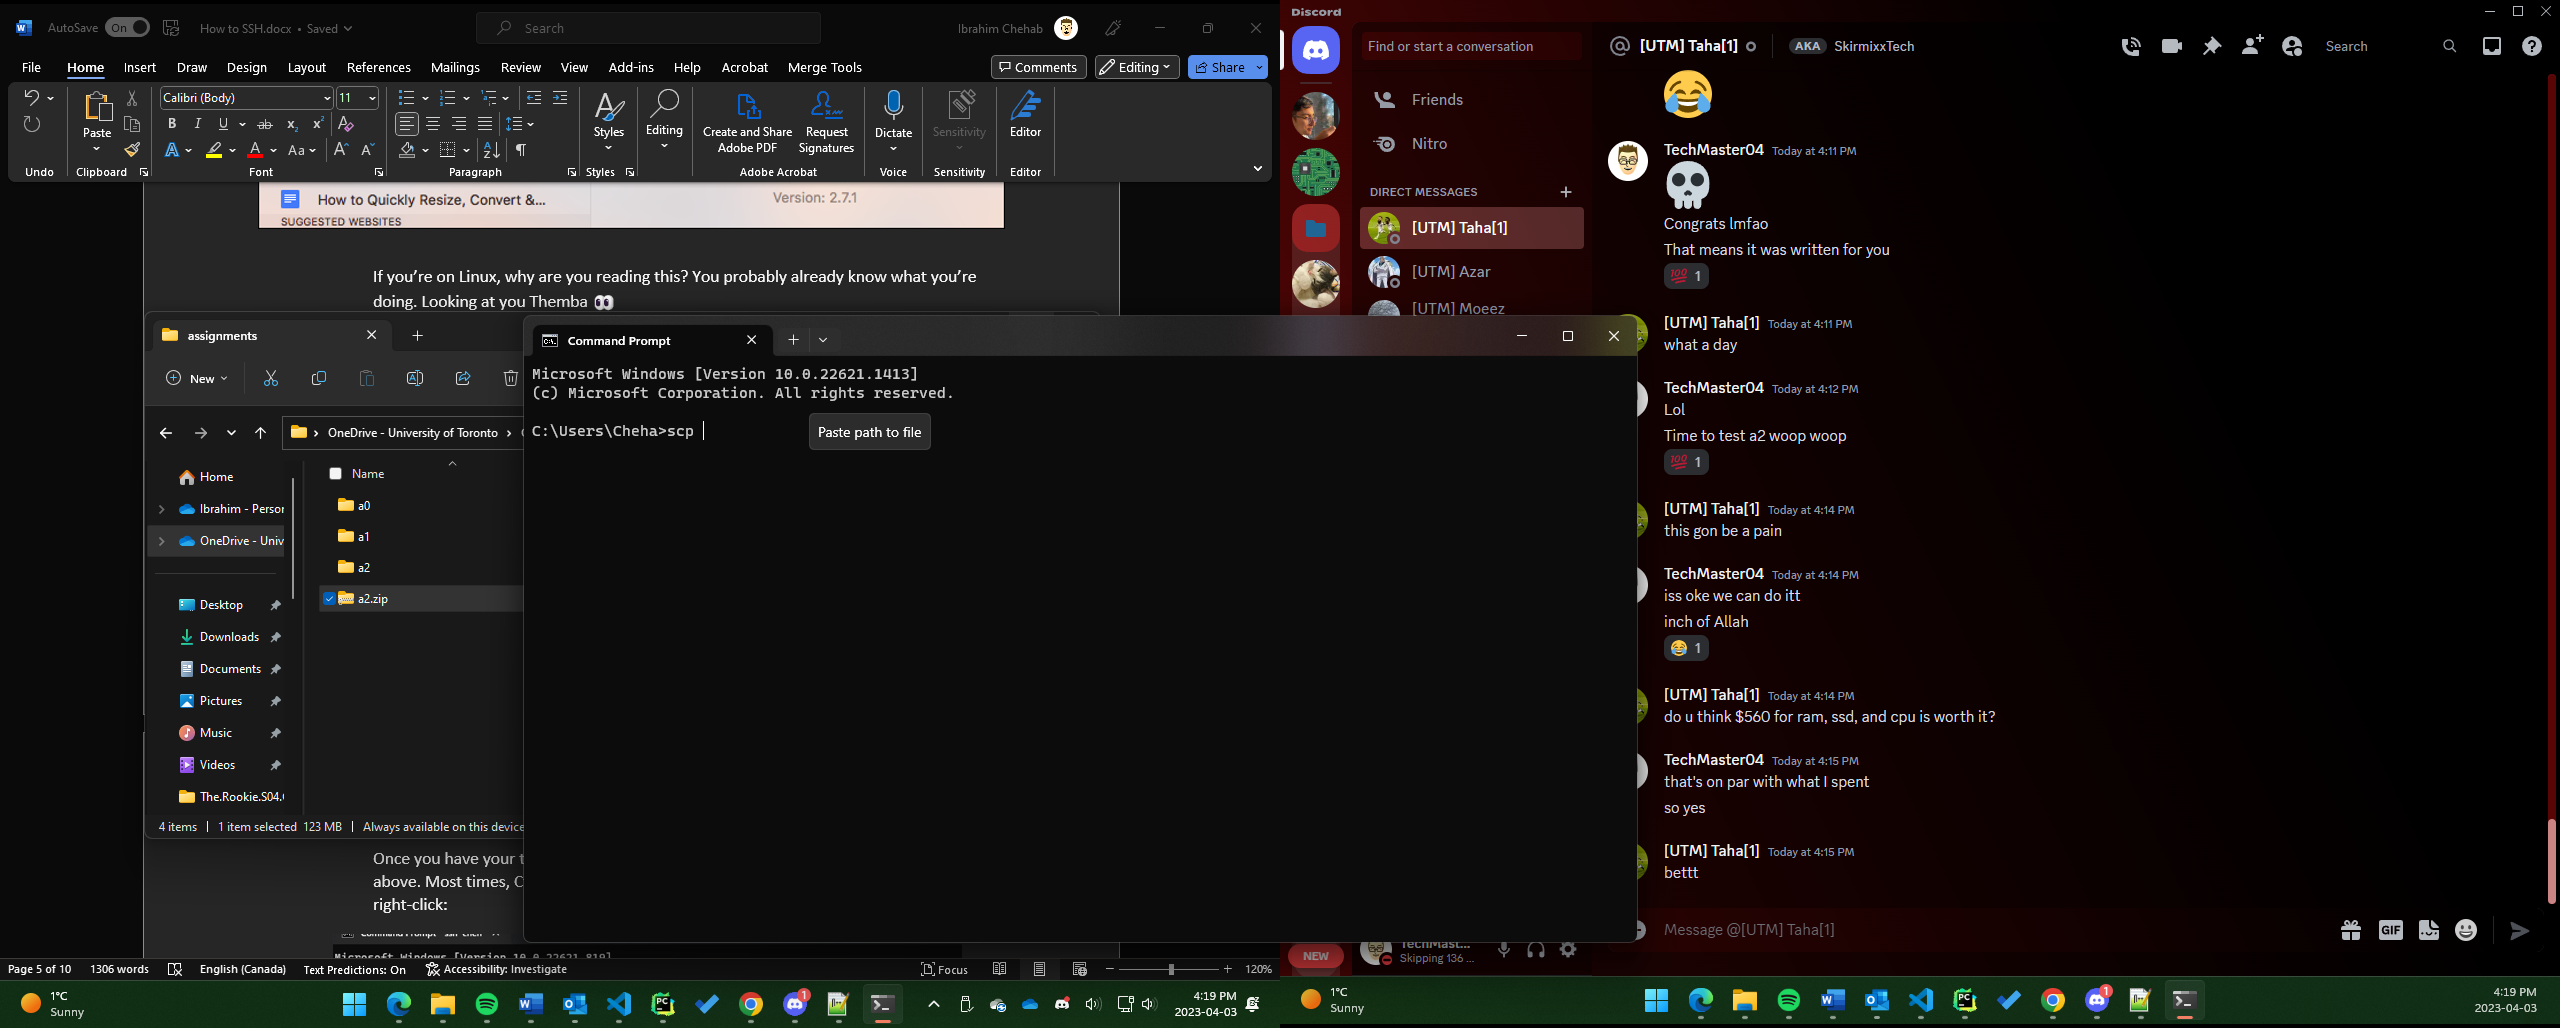 AutoSave On How to SSH.docx • Saved Search Ibrahim Chehab
File Home Insert Draw Design Layout References Mailings Review View Add-ins Help Acrobat Merge Tools Comments Editing Share
Calibri (Body) 11
Paste Styles Editing Create and Share Adobe PDF Request Signatures Dictate Sensitivity Editor
Undo Clipboard Font Paragraph Styles Adobe Acrobat Voice Sensitivity Editor
How to Quickly Resize, Convert &... Version: 2.7.1
SUGGESTED WEBSITES
If you're on Linux, why are you reading this? You probably already know what you're
doing. Looking at you Themba 👀
assignments
New
OneDrive - University of Toronto
Name
Home
Ibrahim - Person
OneDrive - Univ
a0
a1
a2
a2.zip
Desktop
Downloads
Documents
Pictures
Music
Videos
The.Rookie.S04.
4 items 1 item selected 123 MB Always available on this device
Once you have your t
above. Most times, C
right-click:
Command Prompt
Microsoft Windows [Version 10.0.22621.1413]
(c) Microsoft Corporation. All rights reserved.
C:\Users\Cheha>scp
Paste path to file
Page 5 of 10 1306 words English (Canada) Text Predictions: On Accessibility: Investigate Focus 120%
1°C
Sunny
4:19 PM
2023-04-03
Discord
Find or start a conversation
Friends
Nitro
DIRECT MESSAGES
[UTM] Taha[1]
[UTM] Azar
[UTM] Moeez
NEW
TechMast...
Skipping 136 ...
@ [UTM] Taha[1] AKA SkirmixxTech Search
😂
TechMaster04 Today at 4:11 PM
💀
Congrats lmfao
That means it was written for you
💯 1
[UTM] Taha[1] Today at 4:11 PM
what a day
TechMaster04 Today at 4:12 PM
Lol
Time to test a2 woop woop
💯 1
[UTM] Taha[1] Today at 4:14 PM
this gon be a pain
TechMaster04 Today at 4:14 PM
iss oke we can do itt
inch of Allah
😂 1
[UTM] Taha[1] Today at 4:14 PM
do u think $560 for ram, ssd, and cpu is worth it?
TechMaster04 Today at 4:15 PM
that's on par with what I spent
so yes
[UTM] Taha[1] Today at 4:15 PM
bettt
Message @[UTM] Taha[1]
GIF
1°C
Sunny
4:19 PM
2023-04-03